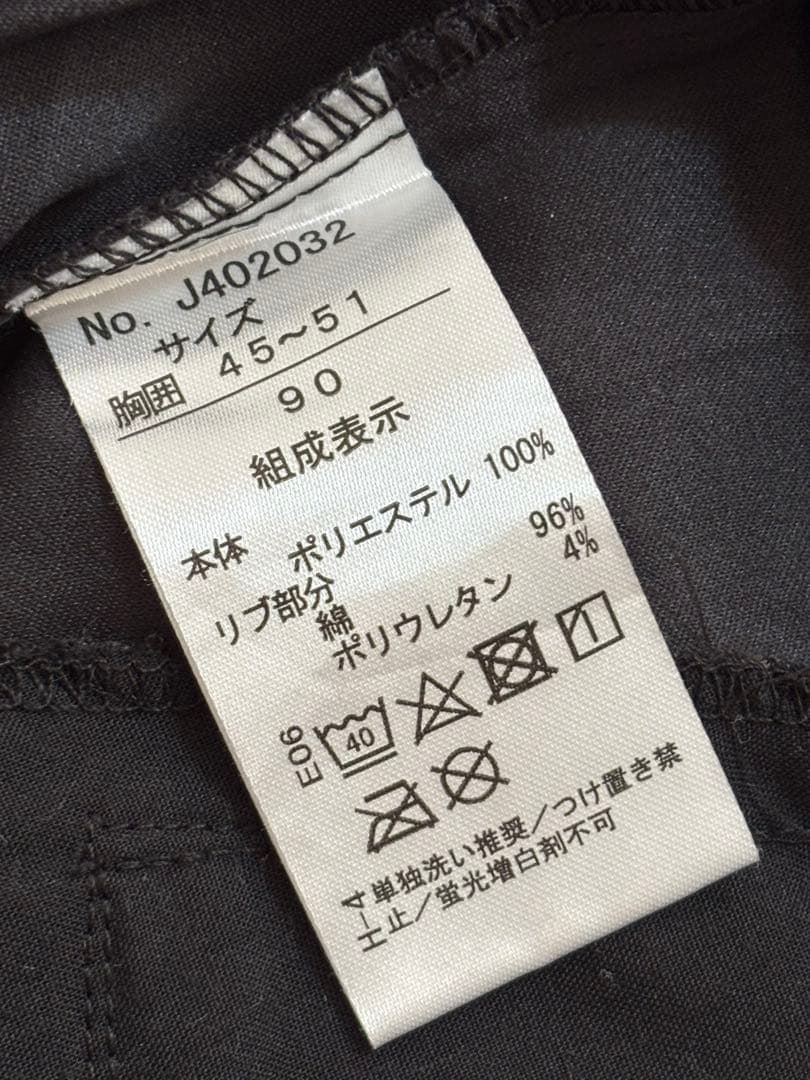 No. J402032
サイズ
胸囲 45～51
90
組成表示
本体 ポリエステル 100%
リブ部分
綿 96%
ポリウレタン 4%
E06
40
エ-4
単独洗い推奨/つけ置き禁
止/蛍光増白剤不可